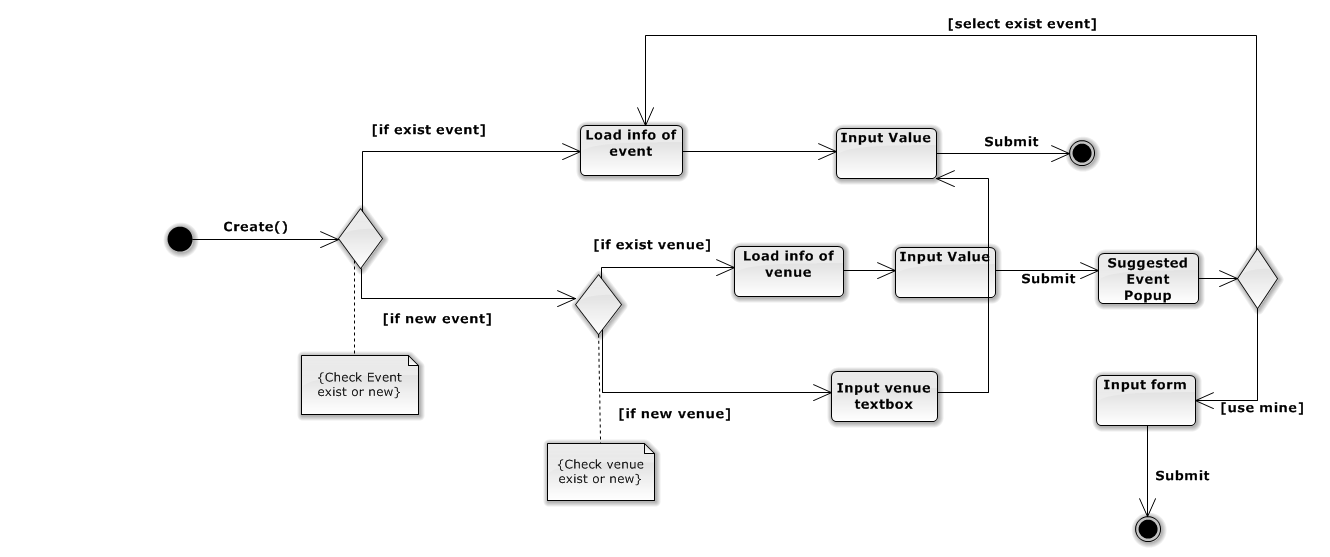 [select exist event]
[if exist event]
Load info of
event
Input Value
Submit
Create()
[if exist venue]
Load info of
venue
Input Value
Submit
Suggested
Event
Popup
[if new event]
{Check Event
exist or new}
Input venue
textbox
Input form
[use mine]
[if new venue]
{Check venue
exist or new}
Submit